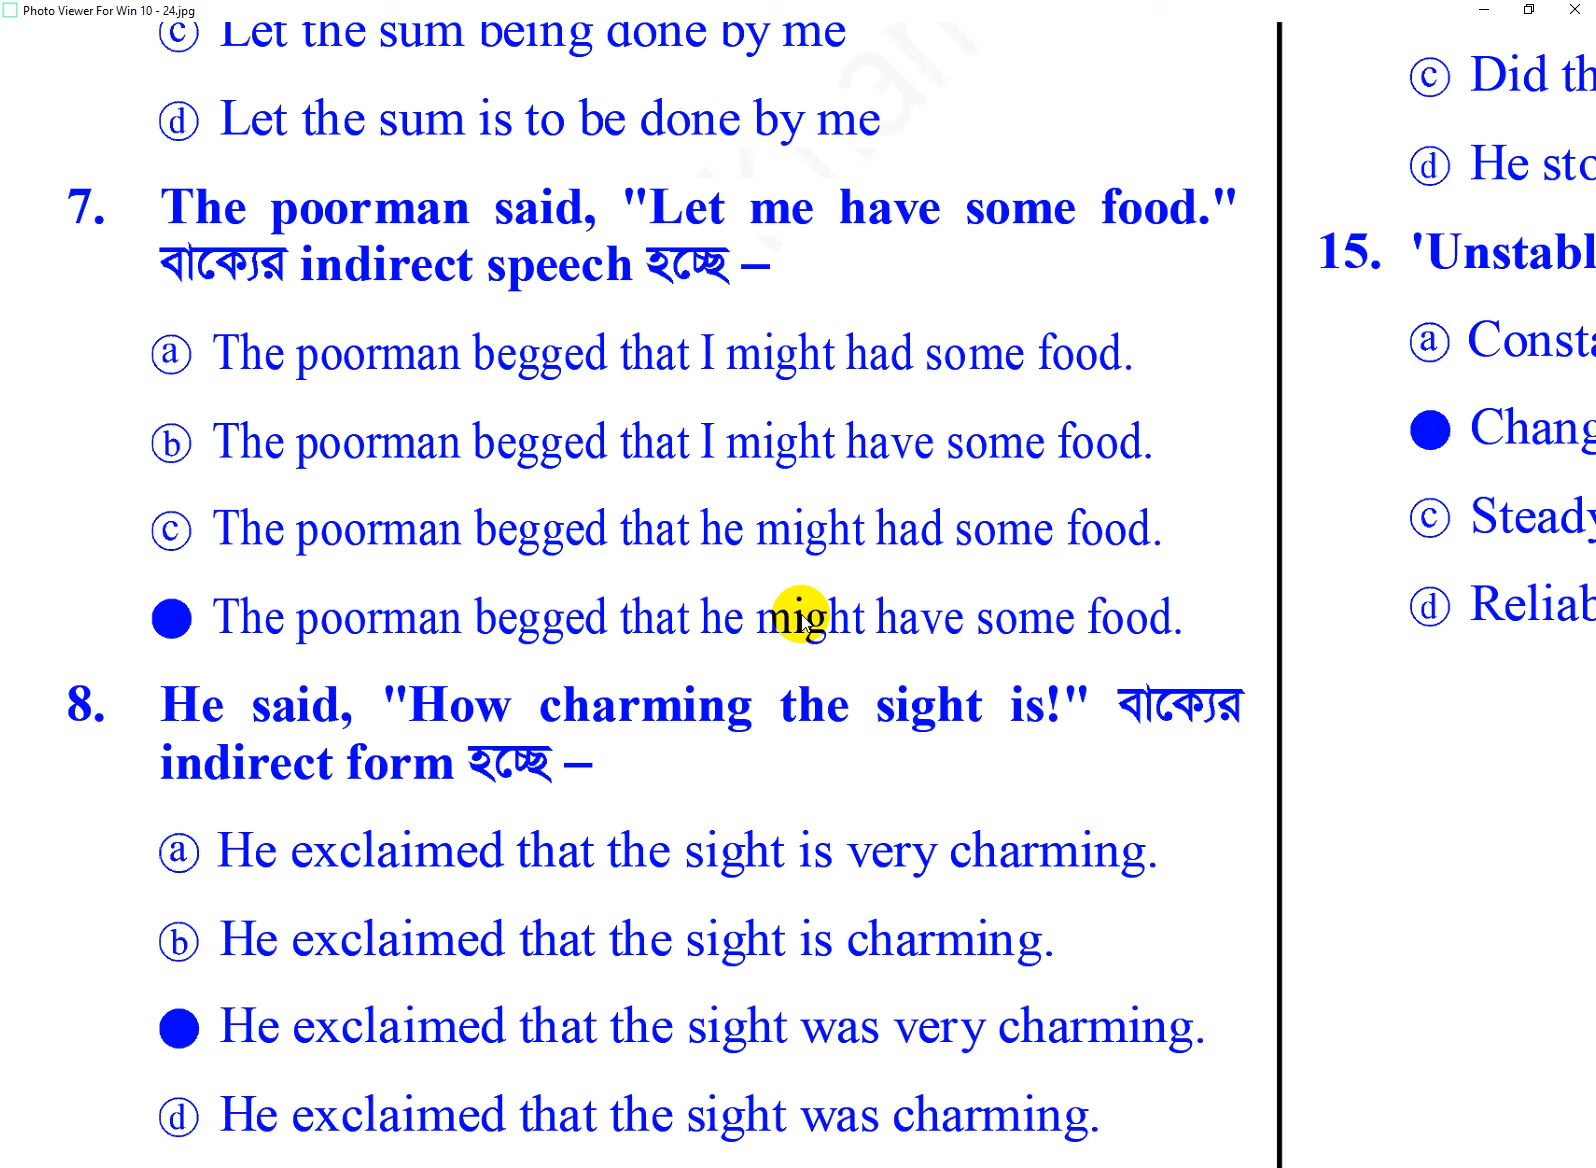 Photo Viewer For Win 10 - 24.jpg
c Let the sum being done by me
d Let the sum is to be done by me
7. The poorman said, "Let me have some food."
বাক্যের indirect speech হচ্ছে –
a The poorman begged that I might had some food.
b The poorman begged that I might have some food.
c The poorman begged that he might had some food.
The poorman begged that he might have some food.
8. He said, "How charming the sight is!" বাক্যের
indirect form হচ্ছে –
a He exclaimed that the sight is very charming.
b He exclaimed that the sight is charming.
He exclaimed that the sight was very charming.
d He exclaimed that the sight was charming.
c Did th
d He sto
15. 'Unstabl
a Consta
Chang
c Steady
d Reliab
Khan